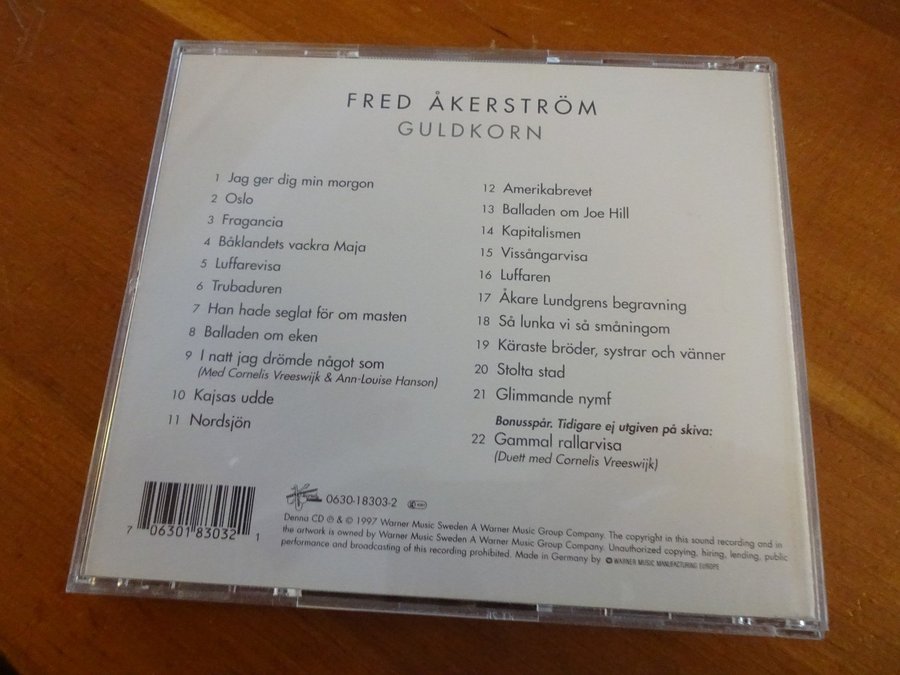 FRED ÅKERSTRÖM
GULDKORN
1 Jag ger dig min morgon
2 Oslo
3 Fragancia
4 Båklandets vackra Maja
5 Luffarevisa
6 Trubaduren
7 Han hade seglat för om masten
8 Balladen om eken
9 I natt jag drömde något som
(Med Cornelis Vreeswijk & Ann-Louise Hanson)
10 Kajsas udde
11 Nordsjön
12 Amerikabrevet
13 Balladen om Joe Hill
14 Kapitalismen
15 Vissångarvisa
16 Luffaren
17 Åkare Lundgrens begravning
18 Så lunka vi så småningom
19 Käraste bröder, systrar och vänner
20 Stolta stad
21 Glimmande nymf
Bonusspår. Tidigare ej utgiven på skiva:
22 Gammal rallarvisa
(Duett med Cornelis Vreeswijk)
7 06301 83032 1
0630-18303-2
Denna CD ℗ & © 1997 Warner Music Sweden A Warner Music Group Company. The copyright in this sound recording and in
the artwork is owned by Warner Music Sweden A Warner Music Group Company. Unauthorized copying, hiring, lending, public
performance and broadcasting of this recording prohibited. Made in Germany by WARNER MUSIC MANUFACTURING EUROPE